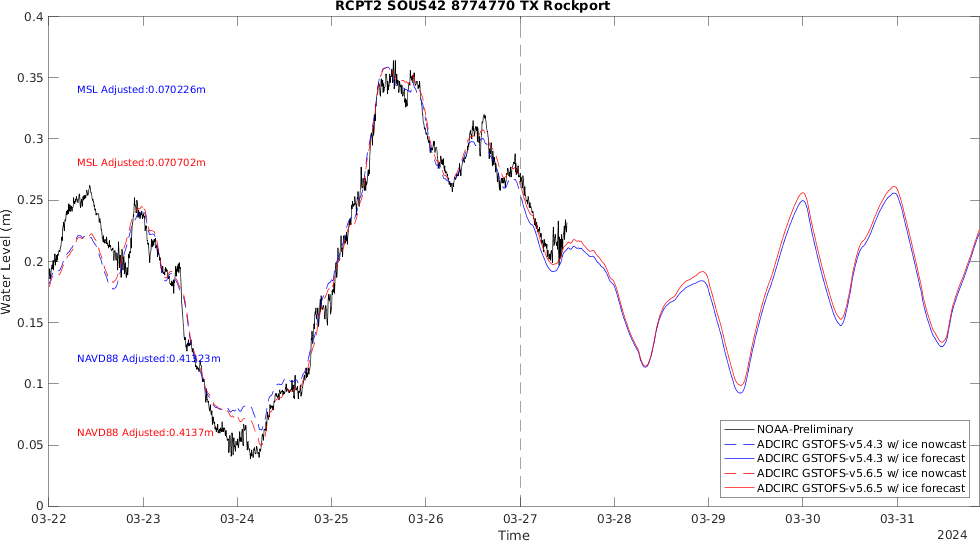 RCPT2 SOUS42 8774770 TX Rockport
0.4
0.35
0.3
0.25
0.2
0.15
0.1
0.05
0
Water Level (m)
MSL Adjusted:0.070226m
MSL Adjusted:0.070702m
NAVD88 Adjusted:0.41323m
NAVD88 Adjusted:0.4137m
NOAA-Preliminary
ADCIRC GSTOFS-v5.4.3 w/ ice nowcast
ADCIRC GSTOFS-v5.4.3 w/ ice forecast
ADCIRC GSTOFS-v5.6.5 w/ ice nowcast
ADCIRC GSTOFS-v5.6.5 w/ ice forecast
03-22 03-23 03-24 03-25 03-26 03-27 03-28 03-29 03-30 03-31
Time
2024